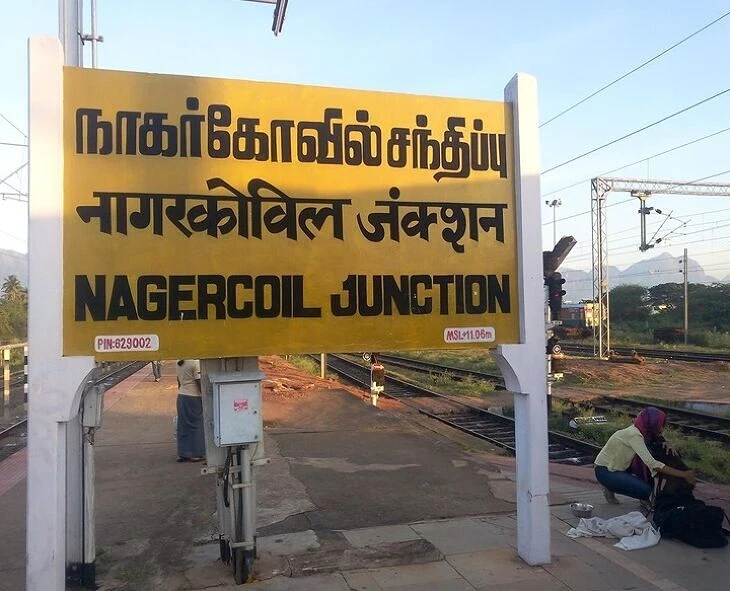 நாகர்கோவில் சந்திப்பு
नागरकोविल जंक्शन
NAGERCOIL JUNCTION
PIN:629002
MSL+11.06m